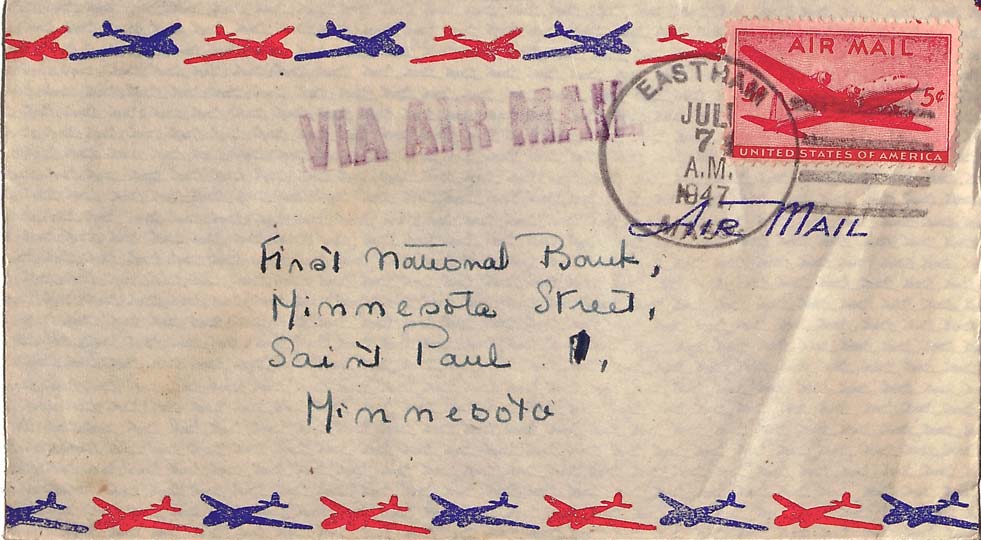 AIR MAIL
5¢
UNITED STATES OF AMERICA
EASTHAM
JUL
7
A.M.
1947
MASS.
VIA AIR MAIL
AIR MAIL
First National Bank,
Minnesota Street,
Saint Paul 1,
Minnesota